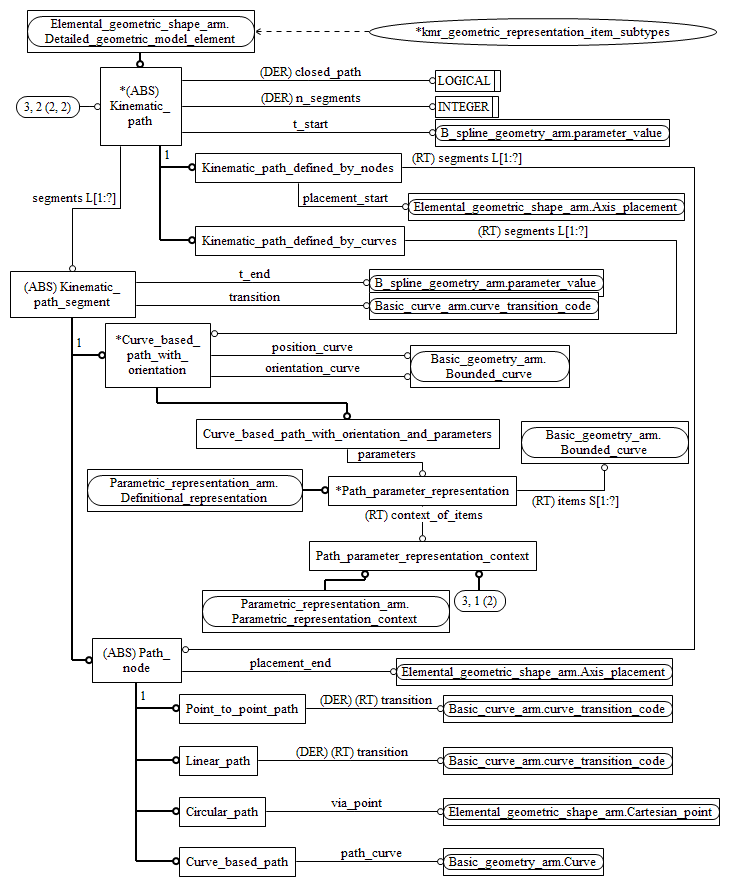 Elemental_geometric_shape_arm.
Detailed_geometric_model_element
*kmr_geometric_representation_item_subtypes
*(ABS)
Kinematic_
path
(DER) closed_path
LOGICAL
3, 2 (2, 2)
(DER) n_segments
INTEGER
t_start
B_spline_geometry_arm.parameter_value
1
(RT) segments L[1:?]
Kinematic_path_defined_by_nodes
segments L[1:?]
placement_start
Elemental_geometric_shape_arm.Axis_placement
(RT) segments L[1:?]
Kinematic_path_defined_by_curves
(ABS) Kinematic_
path_segment
t_end
B_spline_geometry_arm.parameter_value
transition
Basic_curve_arm.curve_transition_code
1
*Curve_based_
path_with_
orientation
position_curve
orientation_curve
Basic_geometry_arm.
Bounded_curve
Curve_based_path_with_orientation_and_parameters
Basic_geometry_arm.
Bounded_curve
parameters
Parametric_representation_arm.
Definitional_representation
*Path_parameter_representation
(RT) items S[1:?]
(RT) context_of_items
Path_parameter_representation_context
Parametric_representation_arm.
Parametric_representation_context
3, 1 (2)
(ABS) Path_
node
placement_end
Elemental_geometric_shape_arm.Axis_placement
1
Point_to_point_path
(DER) (RT) transition
Basic_curve_arm.curve_transition_code
Linear_path
(DER) (RT) transition
Basic_curve_arm.curve_transition_code
Circular_path
via_point
Elemental_geometric_shape_arm.Cartesian_point
Curve_based_path
path_curve
Basic_geometry_arm.Curve